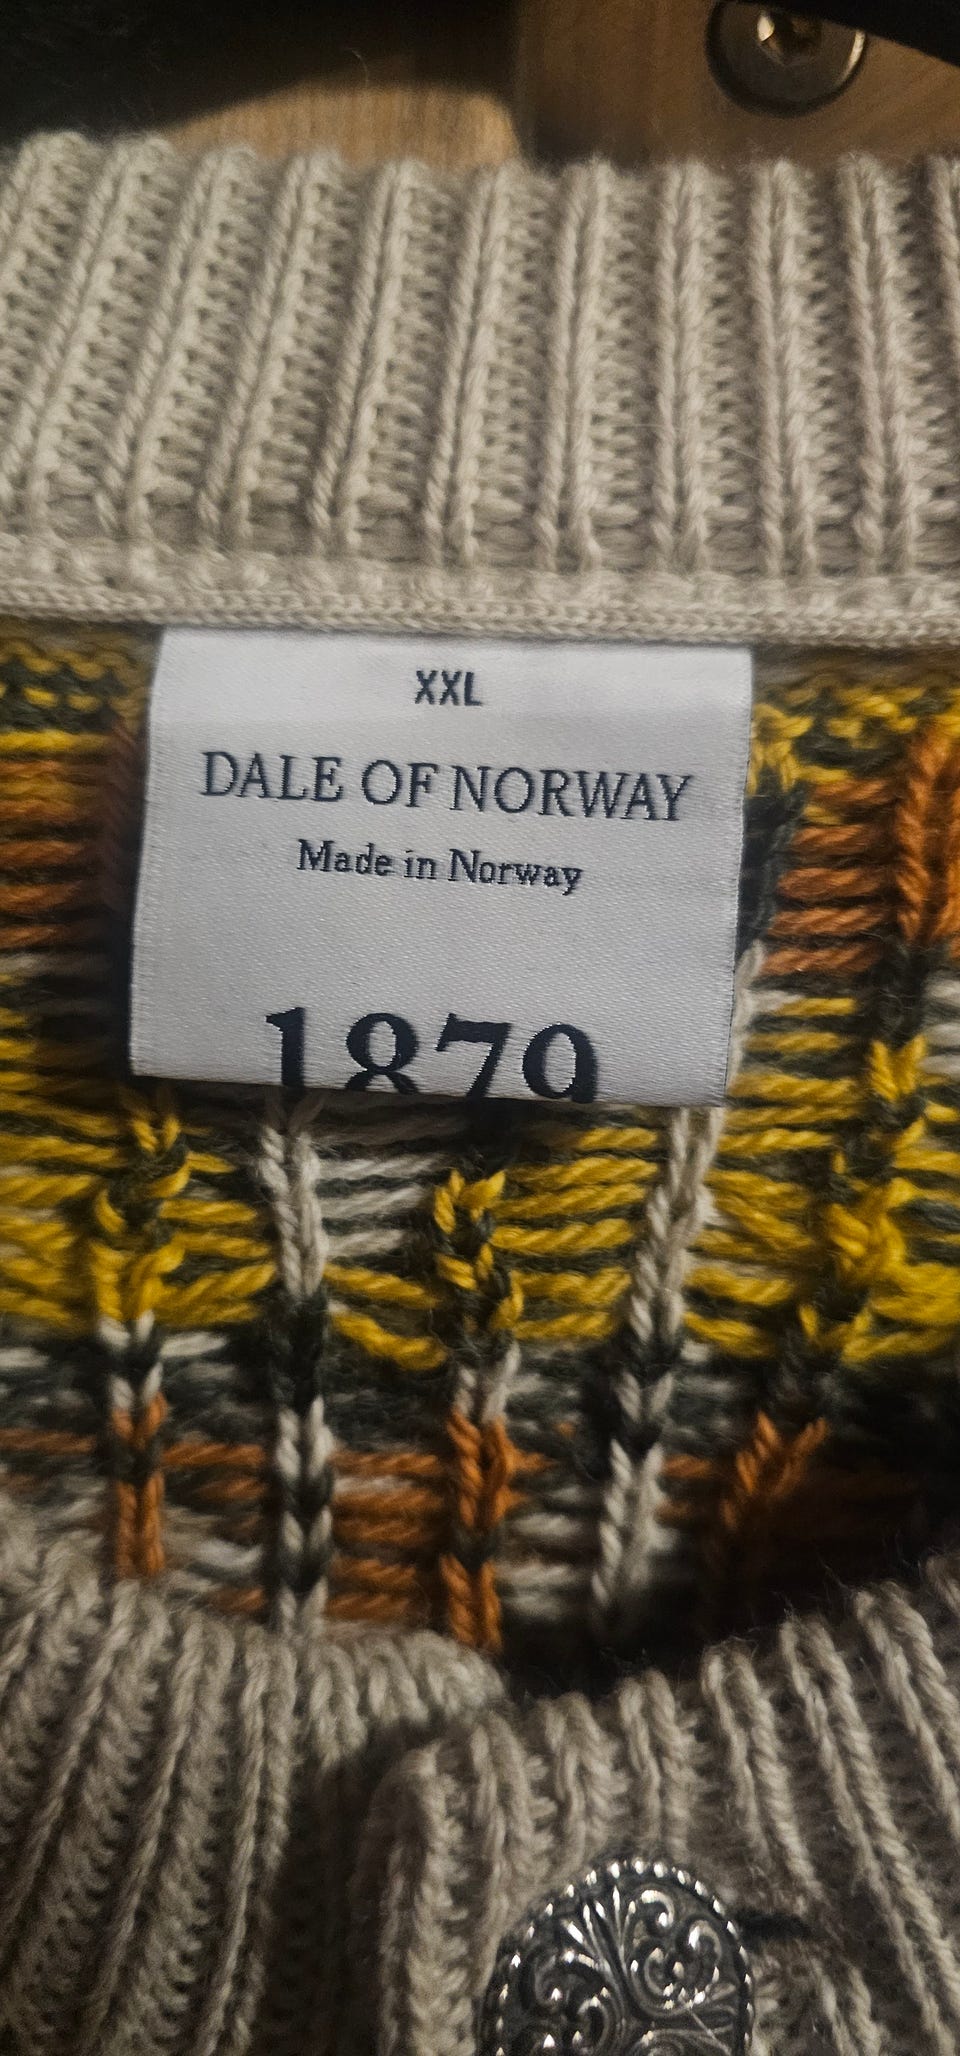 XXL
DALE OF NORWAY
Made in Norway
1879